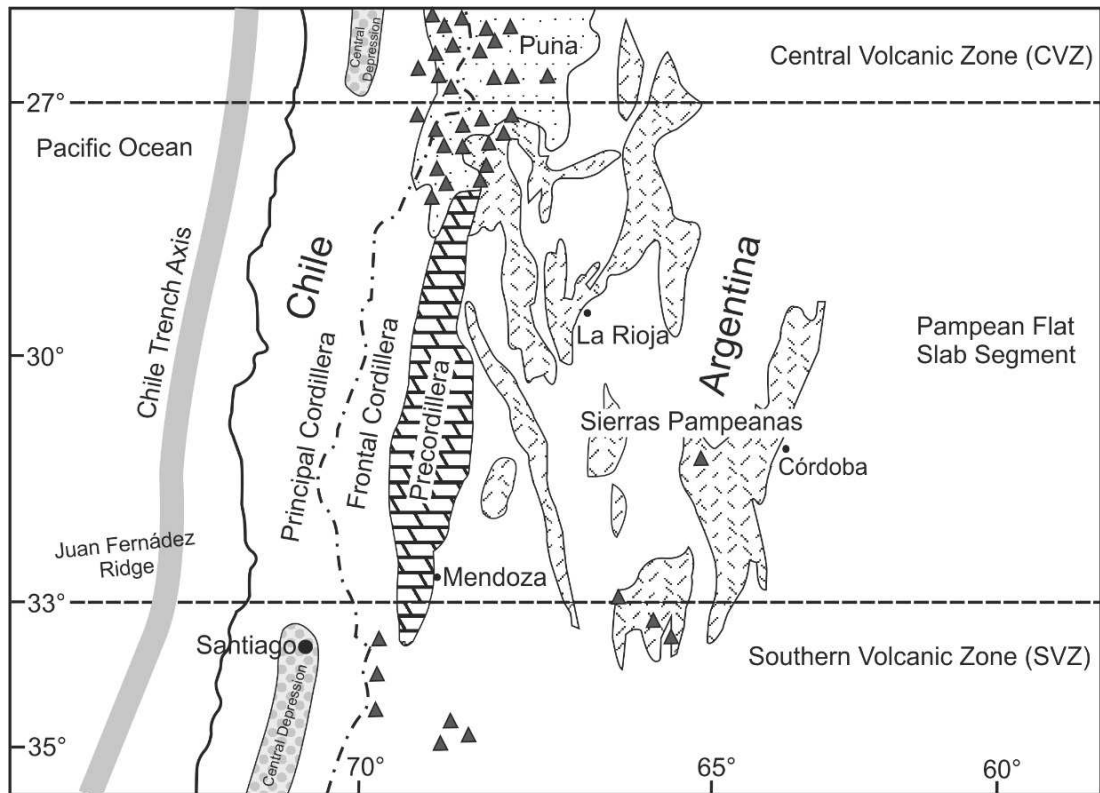 Central
Depression
Puna
Central Volcanic Zone (CVZ)
27°
Pacific Ocean
Chile Trench Axis
Chile
Argentina
La Rioja
Pampean Flat
Slab Segment
30°
Principal Cordillera
Frontal Cordillera
Precordillera
Sierras Pampeanas
Córdoba
Juan Fernádez
Ridge
Mendoza
33°
Santiago
Southern Volcanic Zone (SVZ)
Central Depression
35°
70°
65°
60°